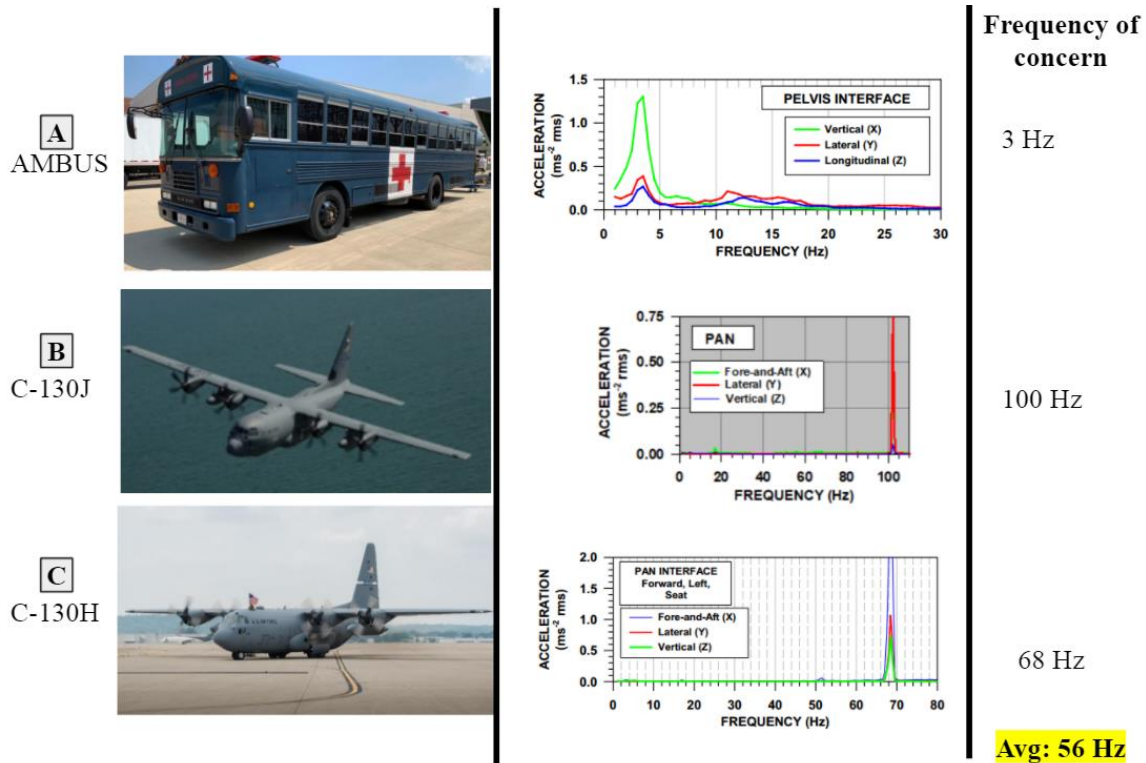 Frequency of
concern
A
AMBUS
1.5
1.0
0.5
0.0
ACCELERATION
(ms⁻² rms)
PELVIS INTERFACE
Vertical (X)
Lateral (Y)
Longitudinal (Z)
0 5 10 15 20 25 30
FREQUENCY (Hz)
3 Hz
B
C-130J
0.75
0.50
0.25
0.00
ACCELERATION
(ms⁻² rms)
PAN
Fore-and-Aft (X)
Lateral (Y)
Vertical (Z)
0 20 40 60 80 100
FREQUENCY (Hz)
100 Hz
C
C-130H
2.0
1.5
1.0
0.5
0.0
ACCELERATION
(ms⁻² rms)
PAN INTERFACE
Forward, Left,
Seat
Fore-and-Aft (X)
Lateral (Y)
Vertical (Z)
0 10 20 30 40 50 60 70 80
FREQUENCY (Hz)
68 Hz
Avg: 56 Hz